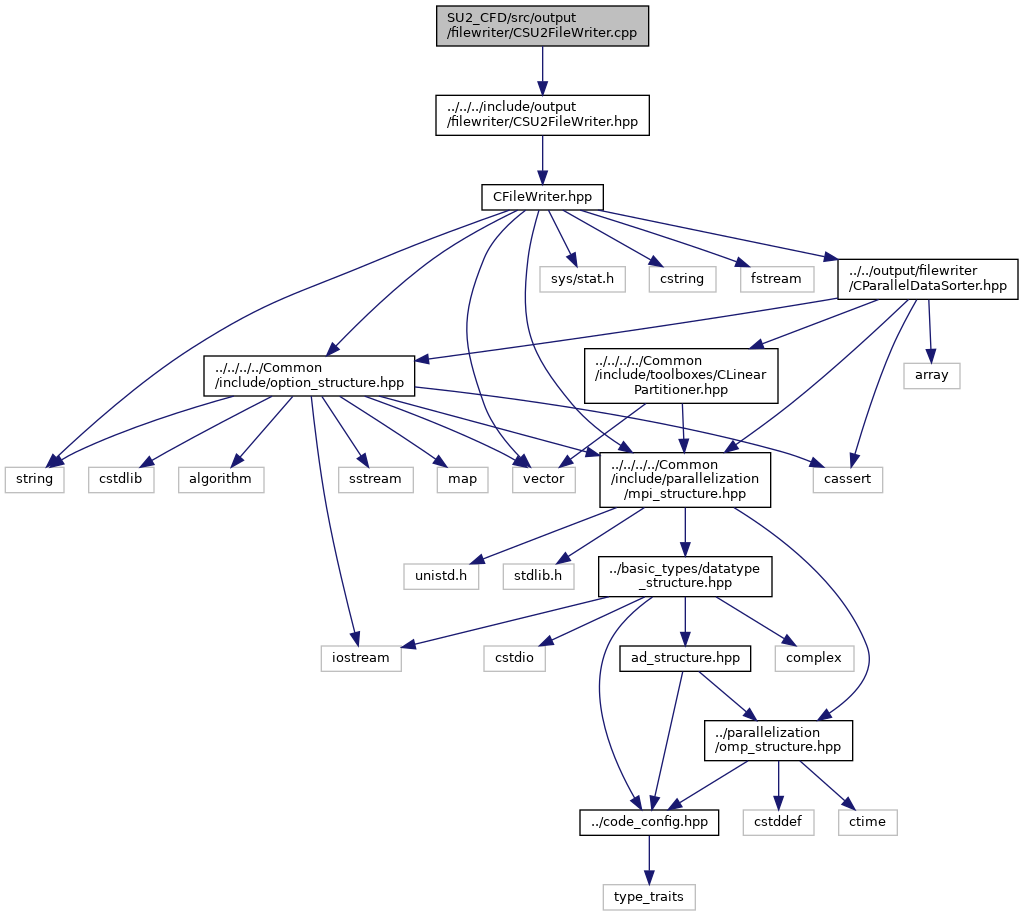 SU2_CFD/src/output
/filewriter/CSU2FileWriter.cpp
../../../include/output
/filewriter/CSU2FileWriter.hpp
CFileWriter.hpp
sys/stat.h
cstring
fstream
../../output/filewriter
/CParallelDataSorter.hpp
../../../../Common
/include/option_structure.hpp
../../../../Common
/include/toolboxes/CLinear
Partitioner.hpp
array
string
cstdlib
algorithm
sstream
map
vector
../../../../Common
/include/parallelization
/mpi_structure.hpp
cassert
unistd.h
stdlib.h
../basic_types/datatype
_structure.hpp
iostream
cstdio
ad_structure.hpp
complex
../parallelization
/omp_structure.hpp
../code_config.hpp
cstddef
ctime
type_traits